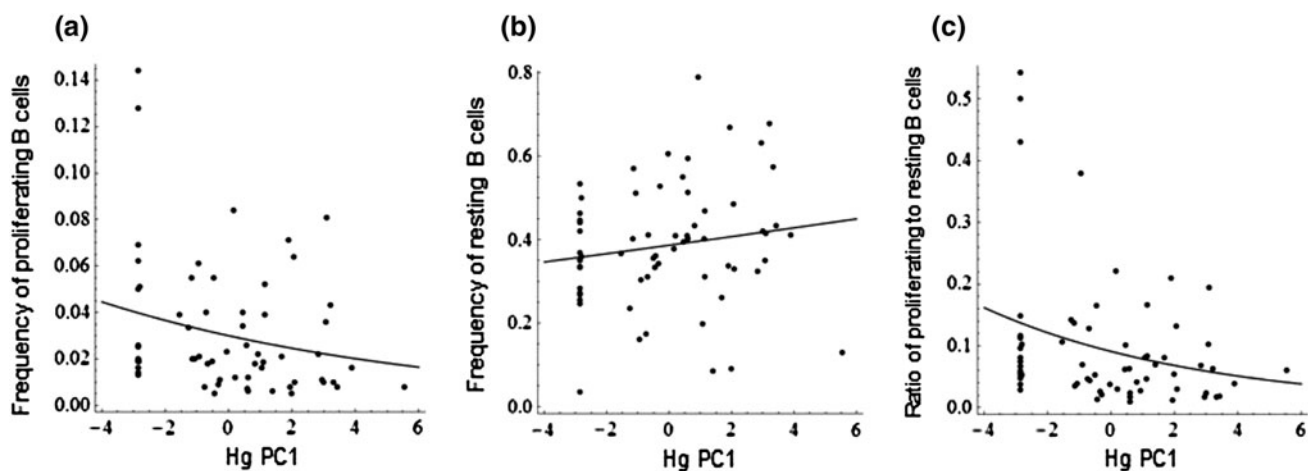 (a)
Frequency of proliferating B cells
0.14
0.12
0.10
0.08
0.06
0.04
0.02
0.00
−4 −2 0 2 4 6
Hg PC1
(b)
Frequency of resting B cells
0.8
0.6
0.4
0.2
0.0
−4 −2 0 2 4 6
Hg PC1
(c)
Ratio of proliferating to resting B cells
0.5
0.4
0.3
0.2
0.1
0.0
−4 −2 0 2 4 6
Hg PC1